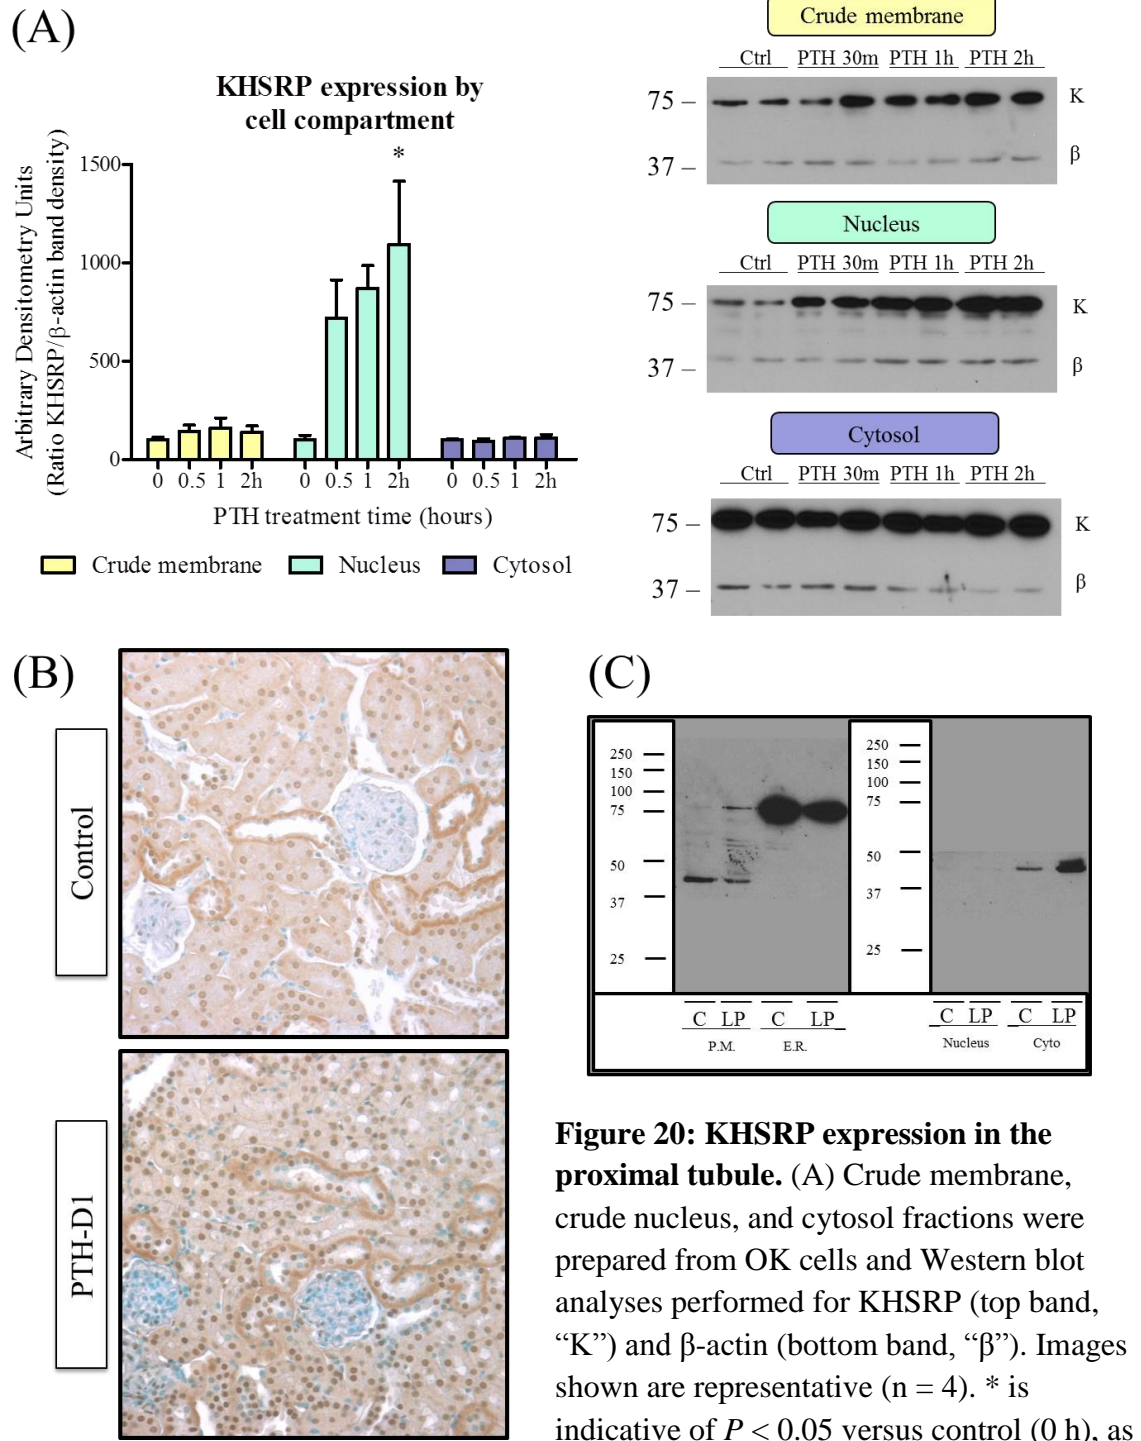 (A)
KHSRP expression by
cell compartment
*
Arbitrary Densitometry Units
(Ratio KHSRP/β-actin band density)
1500
1000
500
0
0 0.5 1 2h 0 0.5 1 2h 0 0.5 1 2h
PTH treatment time (hours)
Crude membrane Nucleus Cytosol
Crude membrane
Ctrl PTH 30m PTH 1h PTH 2h
75 – K
37 – β
Nucleus
Ctrl PTH 30m PTH 1h PTH 2h
75 – K
37 – β
Cytosol
Ctrl PTH 30m PTH 1h PTH 2h
75 – K
37 – β
(B)
Control
PTH-D1
(C)
250
150
100
75
50
37
25
250
150
100
75
50
37
25
C LP C LP_ _C LP _C LP
P.M. E.R. Nucleus Cyto
Figure 20: KHSRP expression in the
proximal tubule. (A) Crude membrane,
crude nucleus, and cytosol fractions were
prepared from OK cells and Western blot
analyses performed for KHSRP (top band,
“K”) and β-actin (bottom band, “β”). Images
shown are representative (n = 4). * is
indicative of P < 0.05 versus control (0 h), as